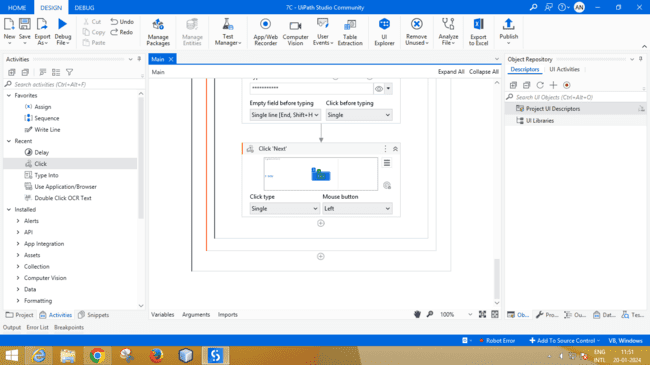 HOME
DESIGN
DEBUG
7C - UiPath Studio Community
AN
New
Save
Export As
Debug File
Cut
Copy
Paste
Undo
Redo
Manage Packages
Manage Entities
Test Manager
App/Web Recorder
Computer Vision
User Events
Table Extraction
UI Explorer
Remove Unused
Analyze File
Export to Excel
Publish
Activities
Search activities (Ctrl+Alt+F)
Favorites
Assign
Sequence
Write Line
Recent
Delay
Click
Type Into
Use Application/Browser
Double Click OCR Text
Installed
Alerts
API
App Integration
Assets
Collection
Computer Vision
Data
Formatting
Project
Activities
Snippets
Main
Main
Expand All
Collapse All
***********
Empty field before typing
Click before typing
Single line [End, Shift+H
Single
Click 'Next'
Click type
Mouse button
Single
Left
Variables
Arguments
Imports
100%
Object Repository
Descriptors
UI Activities
Search UI Objects (Ctrl+Alt+O)
Project UI Descriptors
UI Libraries
Ob...
Pro...
Ou...
Dat...
Tes...
Output
Error List
Breakpoints
Robot Error
Add To Source Control
VB, Windows
ENG
INTL
11:51
20-01-2024